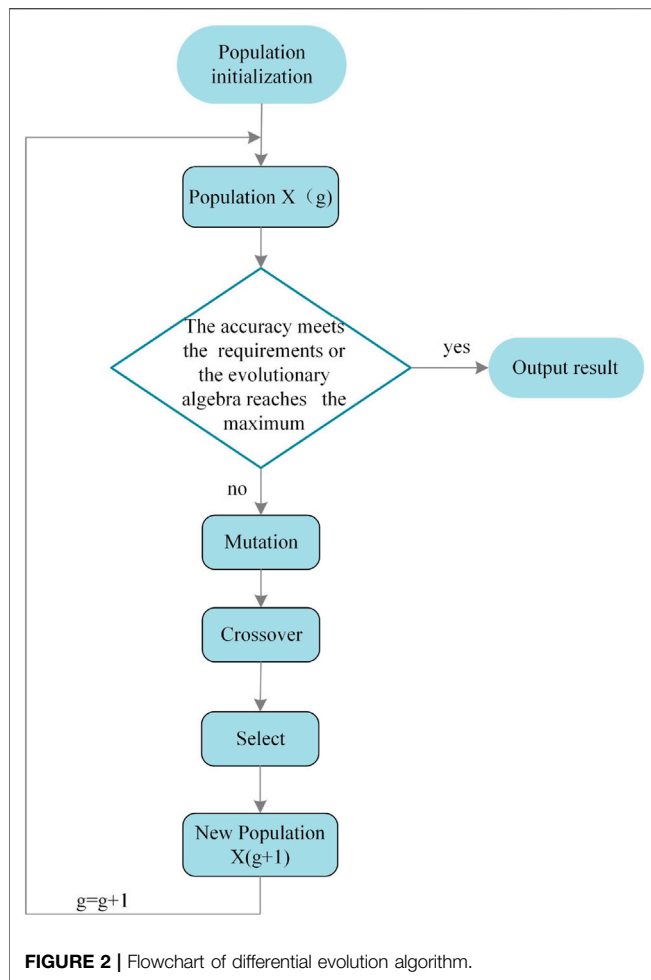 Population
initialization
Population X（g)
The accuracy meets
the requirements or
the evolutionary
algebra reaches the
maximum
yes
Output result
no
Mutation
Crossover
Select
New Population
X(g+1)
g=g+1
FIGURE 2 | Flowchart of differential evolution algorithm.